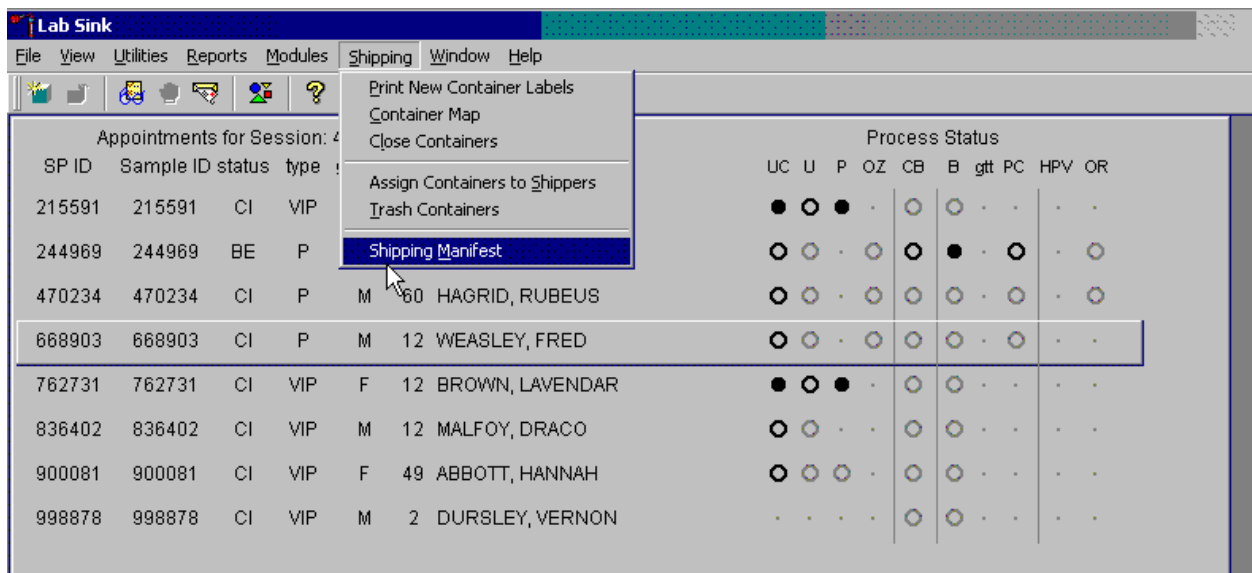 Lab Sink
File View Utilities Reports Modules Shipping Window Help
Print New Container Labels
Container Map
Close Containers
Assign Containers to Shippers
Trash Containers
Shipping Manifest
Appointments for Session: Process Status
SP ID Sample ID status type UC U P OZ CB B gtt PC HPV OR
215591 215591 CI VIP
244969 244969 BE P
470234 470234 CI P M 60 HAGRID, RUBEUS
668903 668903 CI P M 12 WEASLEY, FRED
762731 762731 CI VIP F 12 BROWN, LAVENDAR
836402 836402 CI VIP M 12 MALFOY, DRACO
900081 900081 CI VIP F 49 ABBOTT, HANNAH
998878 998878 CI VIP M 2 DURSLEY, VERNON